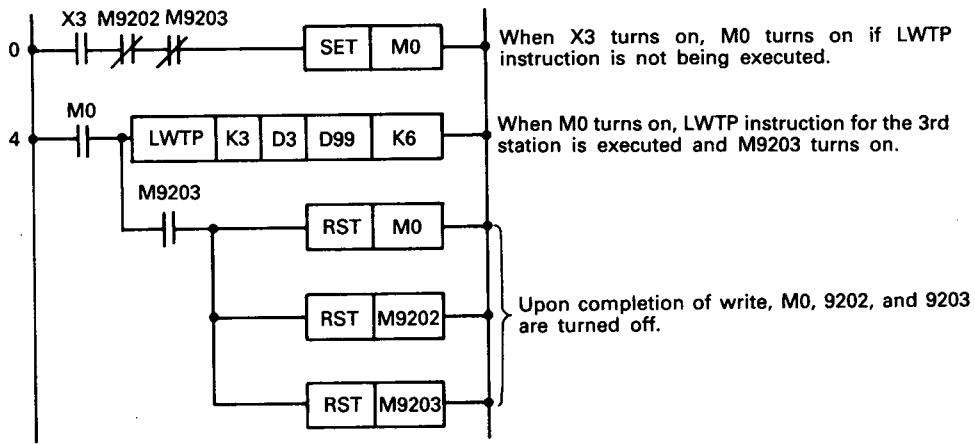 X3 M9202 M9203
0 SET M0 When X3 turns on, M0 turns on if LWTP
instruction is not being executed.
M0
4 LWTP K3 D3 D99 K6 When M0 turns on, LWTP instruction for the 3rd
station is executed and M9203 turns on.
M9203
RST M0
RST M9202 Upon completion of write, M0, 9202, and 9203
are turned off.
RST M9203